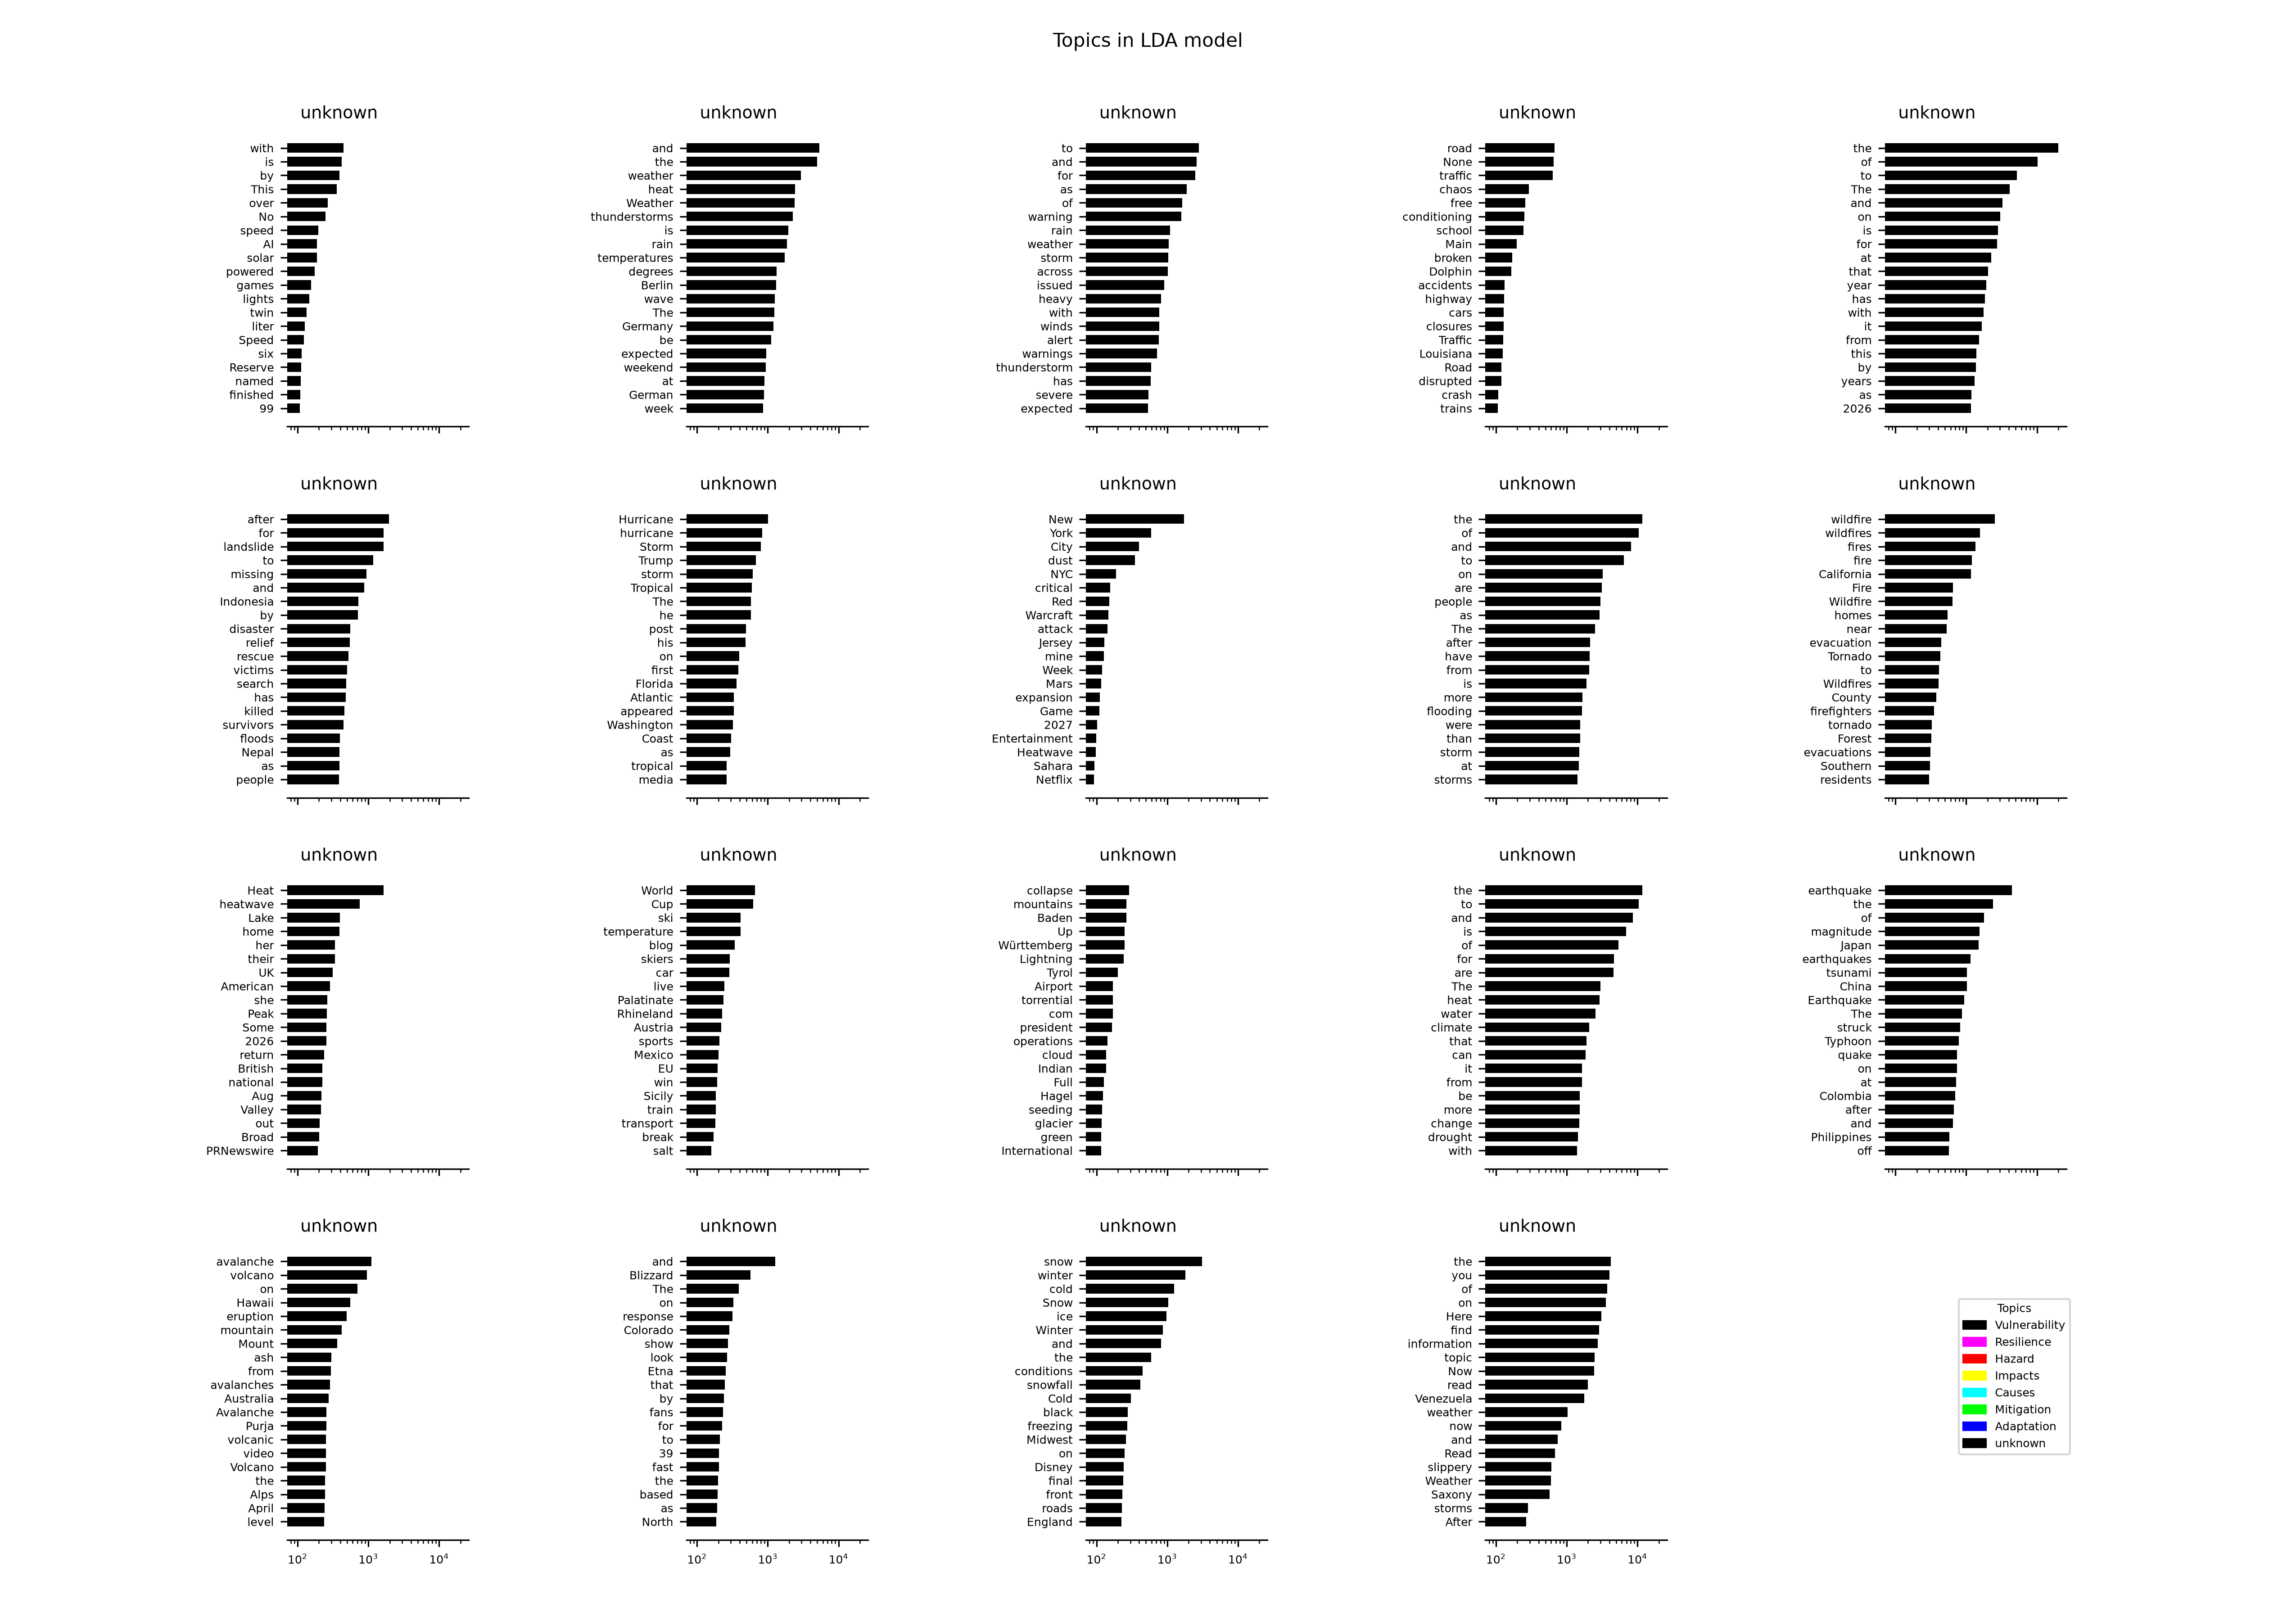 Topics in LDA model
unknown
with
is
by
This
over
No
speed
AI
solar
powered
games
lights
twin
liter
Speed
six
Reserve
named
finished
99
unknown
and
the
weather
heat
Weather
thunderstorms
is
rain
temperatures
degrees
Berlin
wave
The
Germany
be
expected
weekend
at
German
week
unknown
to
and
for
as
of
warning
rain
weather
storm
across
issued
heavy
with
winds
alert
warnings
thunderstorm
has
severe
expected
unknown
road
None
traffic
chaos
free
conditioning
school
Main
broken
Dolphin
accidents
highway
cars
closures
Traffic
Louisiana
Road
disrupted
crash
trains
unknown
the
of
to
The
and
on
is
for
at
that
year
has
with
it
from
this
by
years
as
2026
unknown
after
for
landslide
to
missing
and
Indonesia
by
disaster
relief
rescue
victims
search
has
killed
survivors
floods
Nepal
as
people
unknown
Hurricane
hurricane
Storm
Trump
storm
Tropical
The
he
post
his
on
first
Florida
Atlantic
appeared
Washington
Coast
as
tropical
media
unknown
New
York
City
dust
NYC
critical
Red
Warcraft
attack
Jersey
mine
Week
Mars
expansion
Game
2027
Entertainment
Heatwave
Sahara
Netflix
unknown
the
of
and
to
on
are
people
as
The
after
have
from
is
more
flooding
were
than
storm
at
storms
unknown
wildfire
wildfires
fires
fire
California
Fire
Wildfire
homes
near
evacuation
Tornado
to
Wildfires
County
firefighters
tornado
Forest
evacuations
Southern
residents
unknown
Heat
heatwave
Lake
home
her
their
UK
American
she
Peak
Some
2026
return
British
national
Aug
Valley
out
Broad
PRNewswire
unknown
World
Cup
ski
temperature
blog
skiers
car
live
Palatinate
Rhineland
Austria
sports
Mexico
EU
win
Sicily
train
transport
break
salt
unknown
collapse
mountains
Baden
Up
Württemberg
Lightning
Tyrol
Airport
torrential
com
president
operations
cloud
Indian
Full
Hagel
seeding
glacier
green
International
unknown
the
to
and
is
of
for
are
The
heat
water
climate
that
can
it
from
be
more
change
drought
with
unknown
earthquake
the
of
magnitude
Japan
earthquakes
tsunami
China
Earthquake
The
struck
Typhoon
quake
on
at
Colombia
after
and
Philippines
off
unknown
avalanche
volcano
on
Hawaii
eruption
mountain
Mount
ash
from
avalanches
Australia
Avalanche
Purja
volcanic
video
Volcano
the
Alps
April
level
10² 10³ 10⁴
unknown
and
Blizzard
The
on
response
Colorado
show
look
Etna
that
by
fans
for
to
39
fast
the
based
as
North
10² 10³ 10⁴
unknown
snow
winter
cold
Snow
ice
Winter
and
the
conditions
snowfall
Cold
black
freezing
Midwest
on
Disney
final
front
roads
England
10² 10³ 10⁴
unknown
the
you
of
on
Here
find
information
topic
Now
read
Venezuela
weather
now
and
Read
slippery
Weather
Saxony
storms
After
10² 10³ 10⁴
Topics
Vulnerability
Resilience
Hazard
Impacts
Causes
Mitigation
Adaptation
unknown